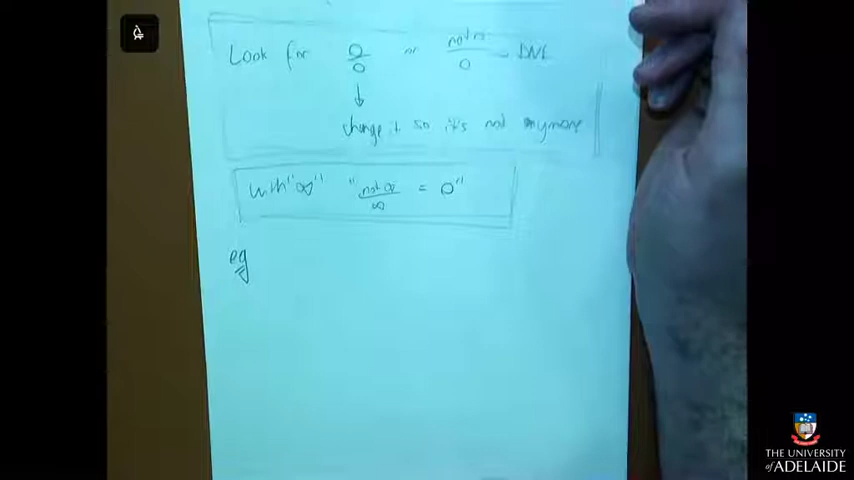 Look for 0/0 or not 0/0 → DNE
↓
change it so it's not anymore
with "∞" "not ∞/∞ = 0"
eg
THE UNIVERSITY
of ADELAIDE